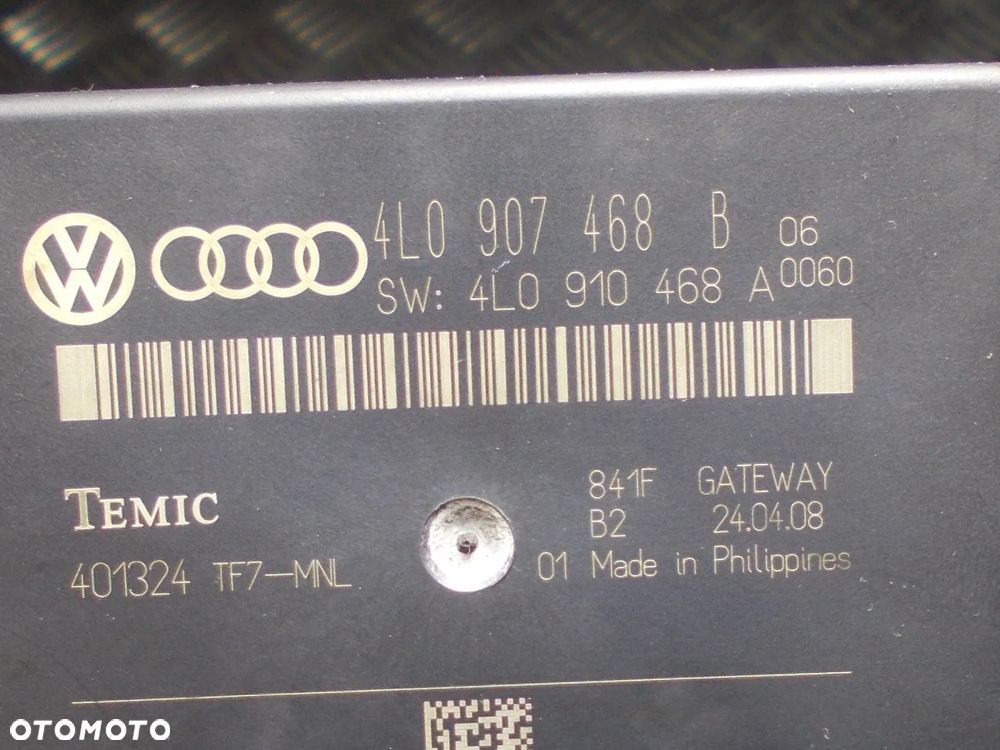 4L0 907 468 B 06
SW: 4L0 910 468 A 0060
TEMIC
841F GATEWAY
B2 24.04.08
401324 TF7-MNL
01 Made in Philippines
OTOMOTO